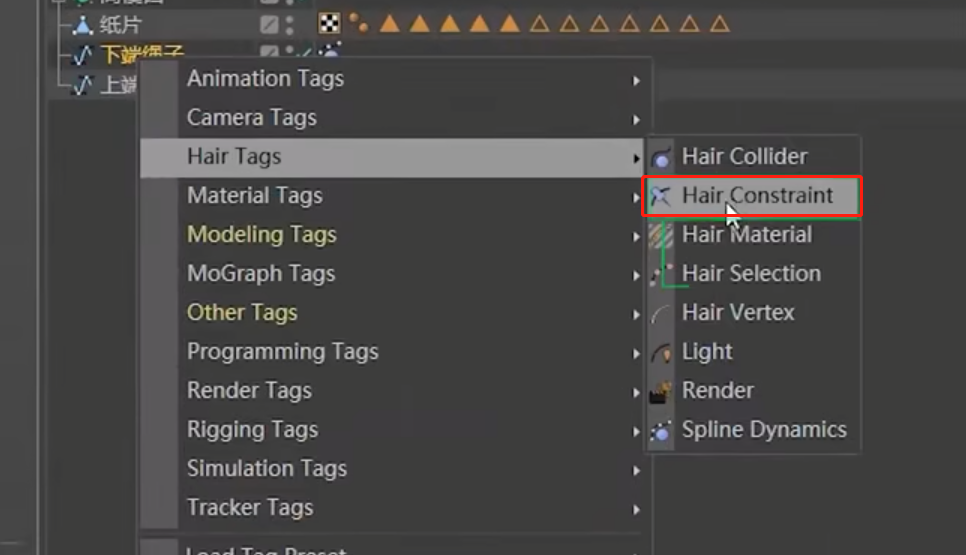 纸片
下端绳子
上端
Animation Tags
Camera Tags
Hair Tags
Hair Collider
Material Tags
Hair Constraint
Modeling Tags
Hair Material
MoGraph Tags
Hair Selection
Other Tags
Hair Vertex
Programming Tags
Light
Render Tags
Render
Rigging Tags
Spline Dynamics
Simulation Tags
Tracker Tags
Load Tag Preset